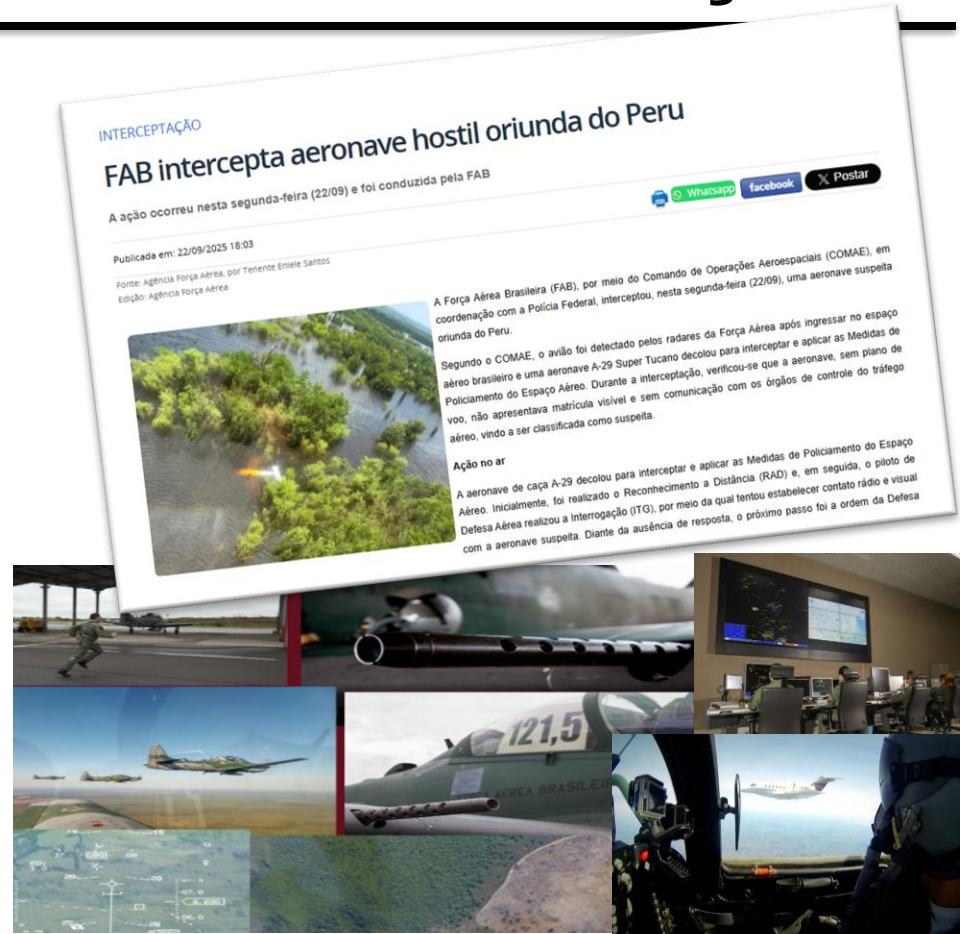 INTERCEPTAÇÃO
FAB intercepta aeronave hostil oriunda do Peru
A ação ocorreu nesta segunda-feira (22/09) e foi conduzida pela FAB
Whatsapp facebook X Postar
Publicada em: 22/09/2025 18:03
Fonte: Agência Força Aérea, por Tenente Eniele Santos
Edição: Agência Força Aérea
A Força Aérea Brasileira (FAB), por meio do Comando de Operações Aeroespaciais (COMAE), em
coordenação com a Polícia Federal, interceptou, nesta segunda-feira (22/09), uma aeronave suspeita
oriunda do Peru.
Segundo o COMAE, o avião foi detectado pelos radares da Força Aérea após ingressar no espaço
aéreo brasileiro e uma aeronave A-29 Super Tucano decolou para interceptar e aplicar as Medidas de
Policiamento do Espaço Aéreo. Durante a interceptação, verificou-se que a aeronave, sem plano de
voo, não apresentava matrícula visível e sem comunicação com os órgãos de controle do tráfego
aéreo, vindo a ser classificada como suspeita.
Ação no ar
A aeronave de caça A-29 decolou para interceptar e aplicar as Medidas de Policiamento do Espaço
Aéreo. Inicialmente, foi realizado o Reconhecimento a Distância (RAD) e, em seguida, o piloto de
Defesa Aérea realizou a Interrogação (ITG), por meio da qual tentou estabelecer contato rádio e visual
com a aeronave suspeita. Diante da ausência de resposta, o próximo passo foi a ordem da Defesa
121,5
AEREA BRASILEI